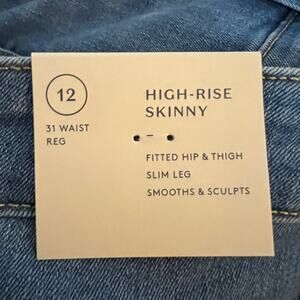 12
31 WAIST
REG
HIGH-RISE
SKINNY
–
FITTED HIP & THIGH
SLIM LEG
SMOOTHS & SCULPTS